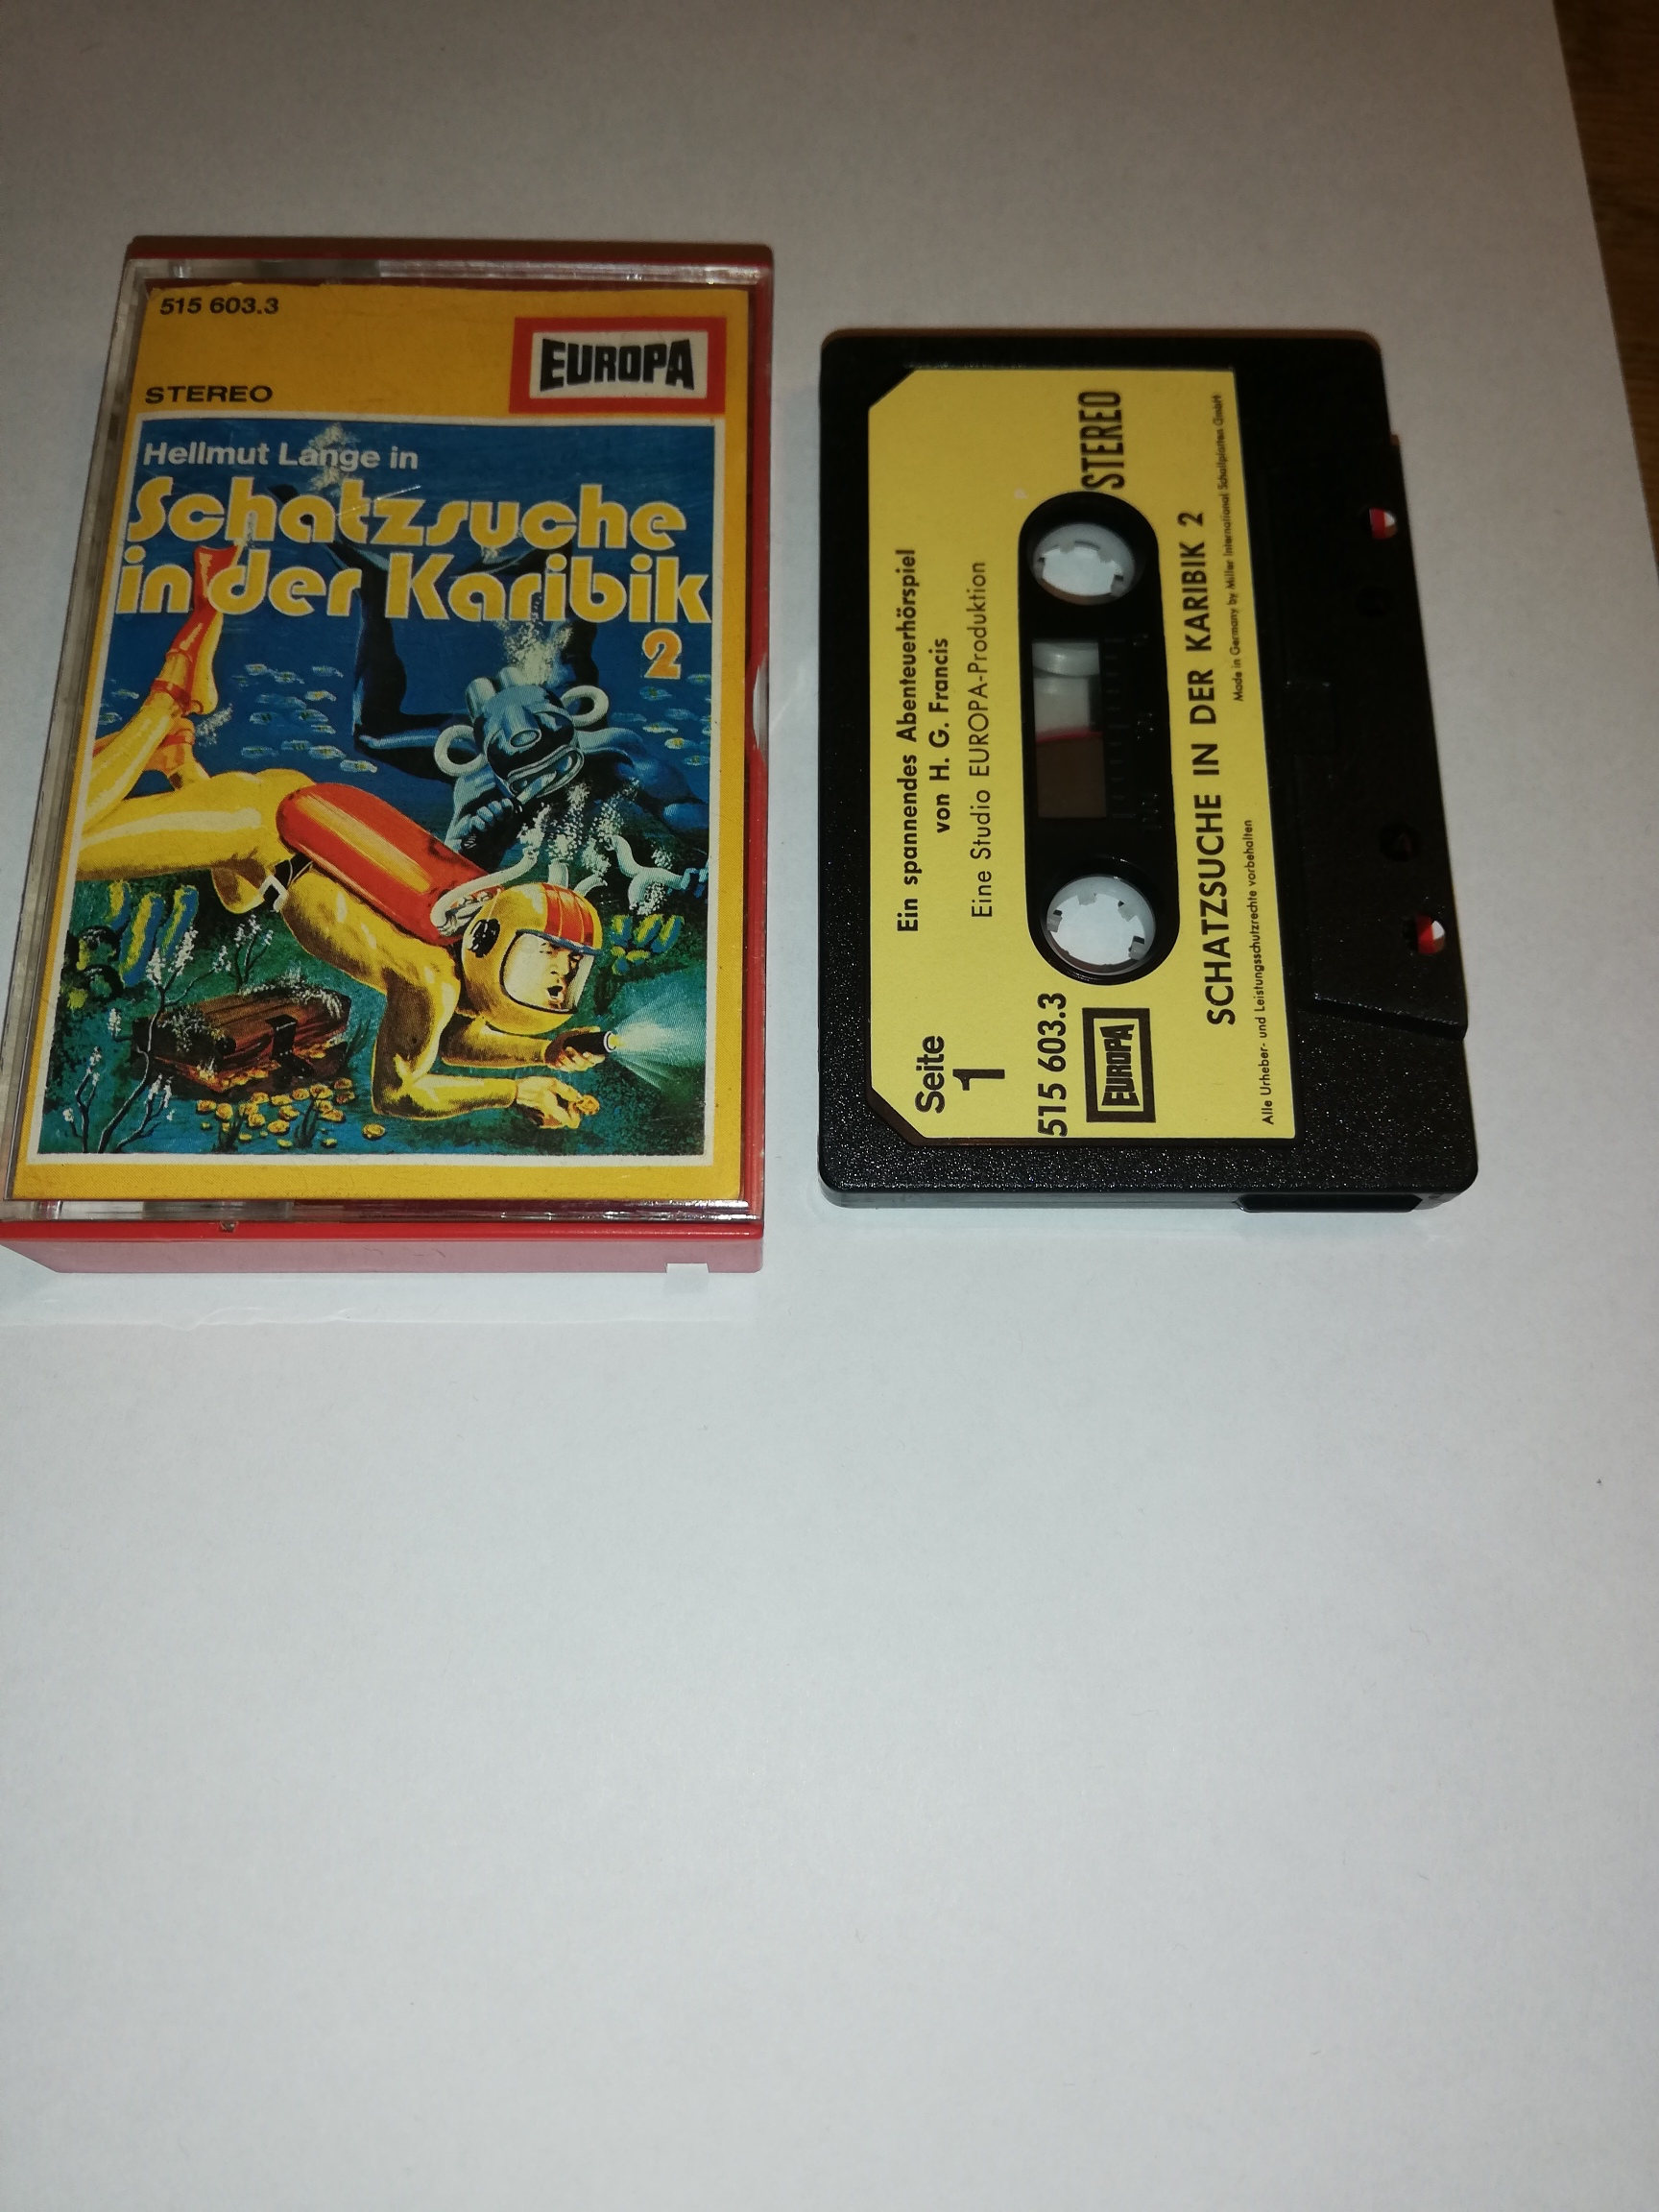 515 603.3
EUROPA
STEREO
Hellmut Lange in
Schatzsuche
in der Karibik
2
Ein spannendes Abenteuerhörspiel
von H. G. Francis
Eine Studio EUROPA-Produktion
Seite
1
515 603.3
STEREO
EUROPA
SCHATZSUCHE IN DER KARIBIK 2
Alle Urheber- und Leistungsschutzrechte vorbehalten
Made in Germany by Miller International Schallplatten GmbH